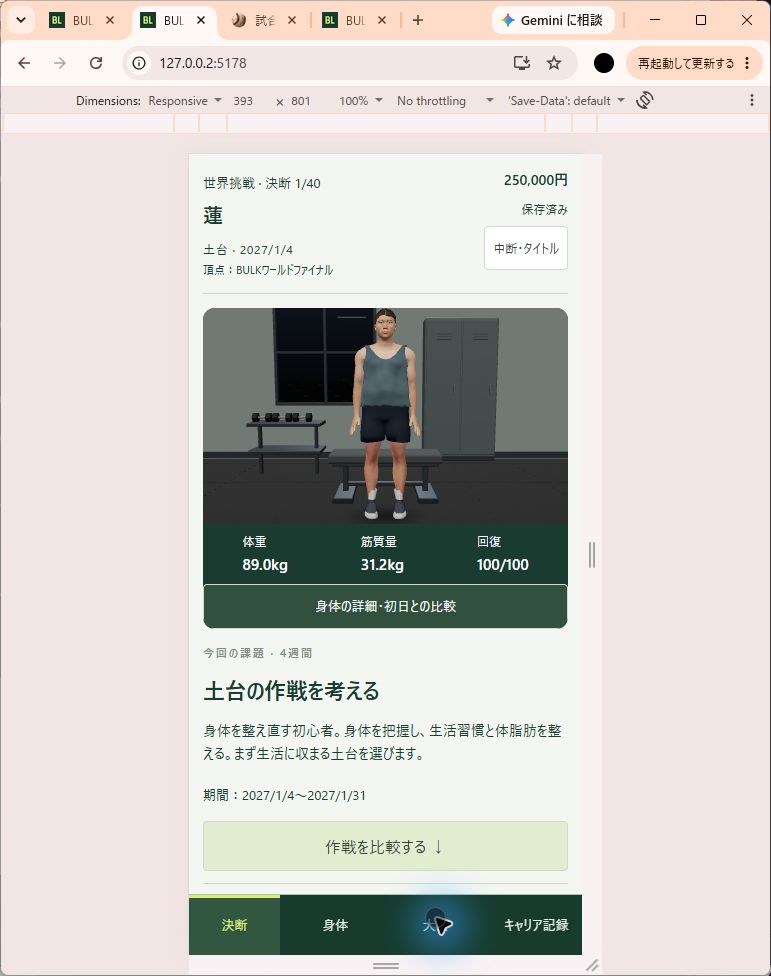 BL BUL
BL BUL
試合
BL BUL
Gemini に相談
127.0.0.2:5178
再起動して更新する
Dimensions: Responsive 393 × 801 100% No throttling 'Save-Data': default
世界挑戦 · 決断 1/40
250,000円
蓮
保存済み
土台 · 2027/1/4
中断・タイトル
頂点：BULKワールドファイナル
体重
筋質量
回復
89.0kg
31.2kg
100/100
身体の詳細・初日との比較
今回の課題 · 4週間
土台の作戦を考える
身体を整え直す初心者。身体を把握し、生活習慣と体脂肪を整
える。まず生活に収まる土台を選びます。
期間：2027/1/4～2027/1/31
作戦を比較する ↓
決断
身体
キャリア記録